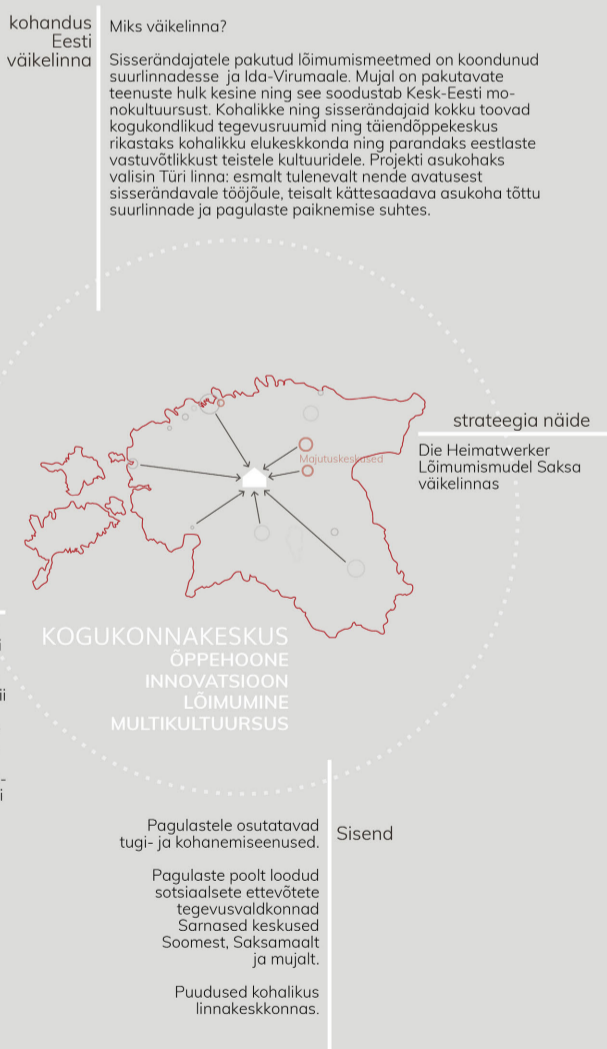 kohandus
Eesti
väikelinna
Miks väikelinna?
Sisserändajatele pakutud lõimumismeetmed on koondunud
suurlinnadesse ja Ida-Virumaale. Mujal on pakutavate
teenuste hulk kesine ning see soodustab Kesk-Eesti mo-
nokultuursust. Kohalikke ning sisserändajaid kokku toovad
kogukondlikud tegevusruumid ning täiendõppekeskus
rikastaks kohalikku elukeskkonda ning parandaks eestlaste
vastuvõtlikkust teistele kultuuridele. Projekti asukohaks
valisin Türi linna: esmalt tulenevalt nende avatusest
sisserändavale tööjõule, teisalt kättesaadava asukoha tõttu
suurlinnade ja pagulaste paiknemise suhtes.
strateegia näide
Die Heimatwerker
Lõimumismudel Saksa
väikelinnas
Majutuskeskused
KOGUKONNAKESKUS
ÕPPEHOONE
INNOVATSIOON
LÕIMUMINE
MULTIKULTUURSUS
Pagulastele osutatavad
tugi- ja kohanemiseenused.
Pagulaste poolt loodud
sotsiaalsete ettevõtete
tegevusvaldkonnad
Sarnased keskused
Soomest, Saksamaalt
ja mujalt.
Puudused kohalikus
linnakeskkonnas.
Sisend